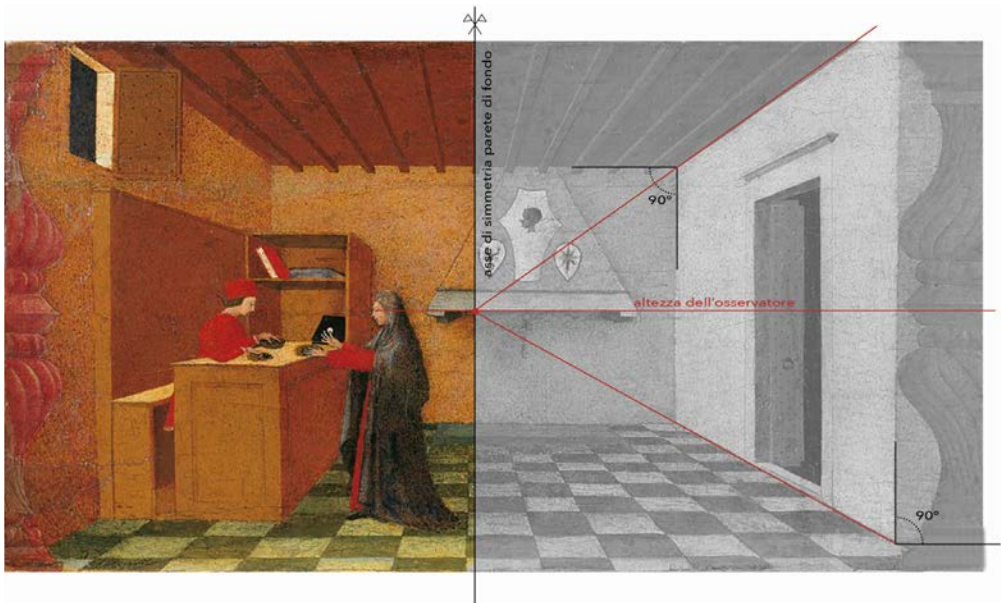 asse di simmetria parete di fondo
90°
altezza dell'osservatore
90°